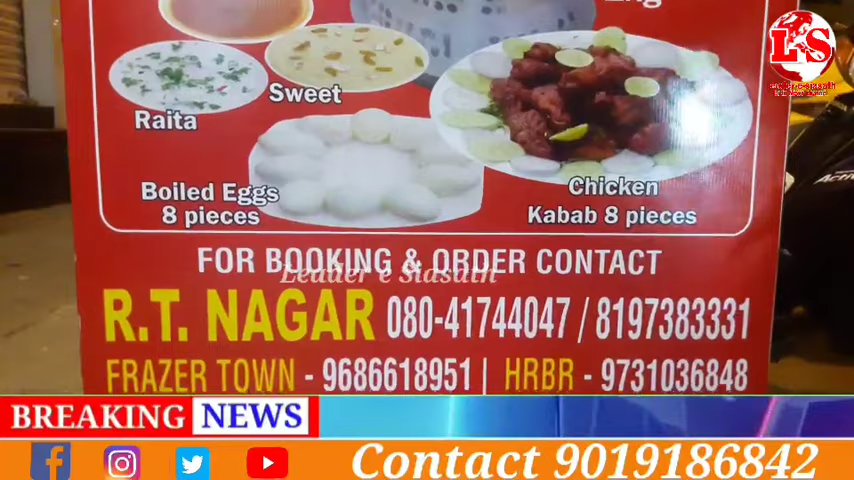 L S
Sweet
Raita
Boiled Eggs
8 pieces
Chicken
Kabab 8 pieces
FOR BOOKING & ORDER CONTACT
Leader e Siasath
R.T. NAGAR 080-41744047 / 8197383331
FRAZER TOWN - 9686618951 | HRBR - 9731036848
BREAKING NEWS
Contact 9019186842